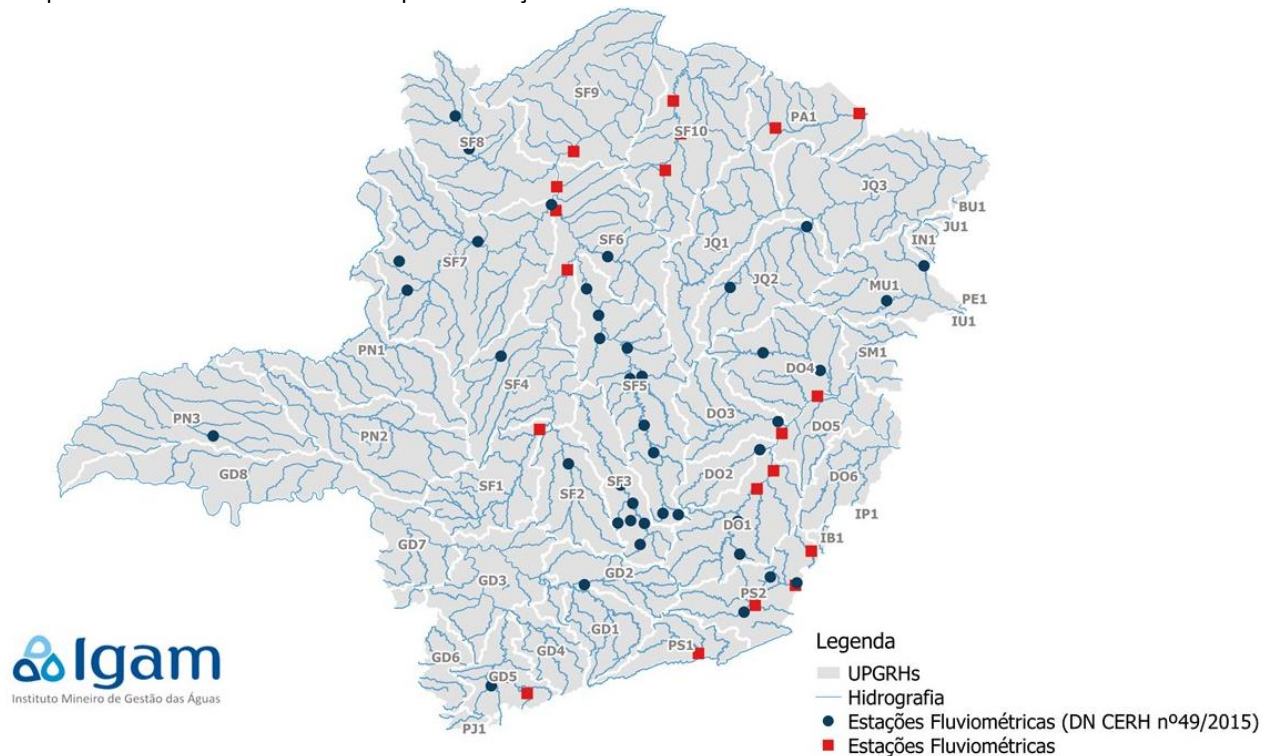 SF9
PA1
SF10
SF8
JQ3
BU1
JU1
IN1
JQ1
SF6
SF7
JQ2
MU1
PE1
IU1
PN1
SM1
DO4
SF4
SF5
PN3
DO3
DO5
PN2
GD8
DO2
DO6
SF1
SF2
SF3
IP1
DO1
IB1
GD7
GD2
GD3
PS2
GD1
PS1
GD6
GD4
GD5
PJ1
Igam
Instituto Mineiro de Gestão das Águas
Legenda
UPGRHs
Hidrografia
Estações Fluviométricas (DN CERH nº49/2015)
Estações Fluviométricas